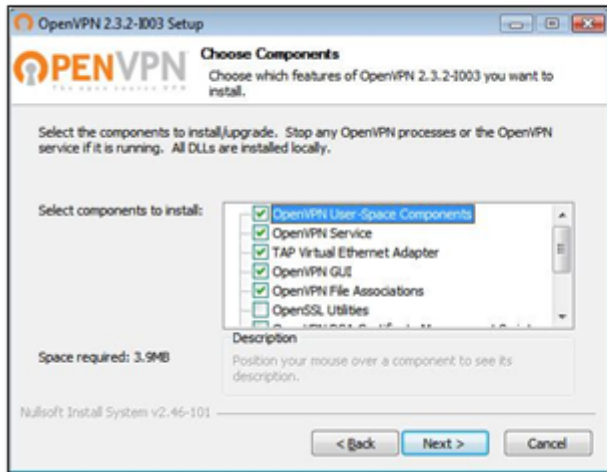 OpenVPN 2.3.2-I003 Setup
OPENVPN
The open source VPN
Choose Components
Choose which features of OpenVPN 2.3.2-I003 you want to
install.
Select the components to install/upgrade. Stop any OpenVPN processes or the OpenVPN
service if it is running. All DLLs are installed locally.
Select components to install:
OpenVPN User-Space Components
OpenVPN Service
TAP Virtual Ethernet Adapter
OpenVPN GUI
OpenVPN File Associations
OpenSSL Utilities
Space required: 3.9MB
Description
Position your mouse over a component to see its
description.
Nullsoft Install System v2.46-101
< Back
Next >
Cancel